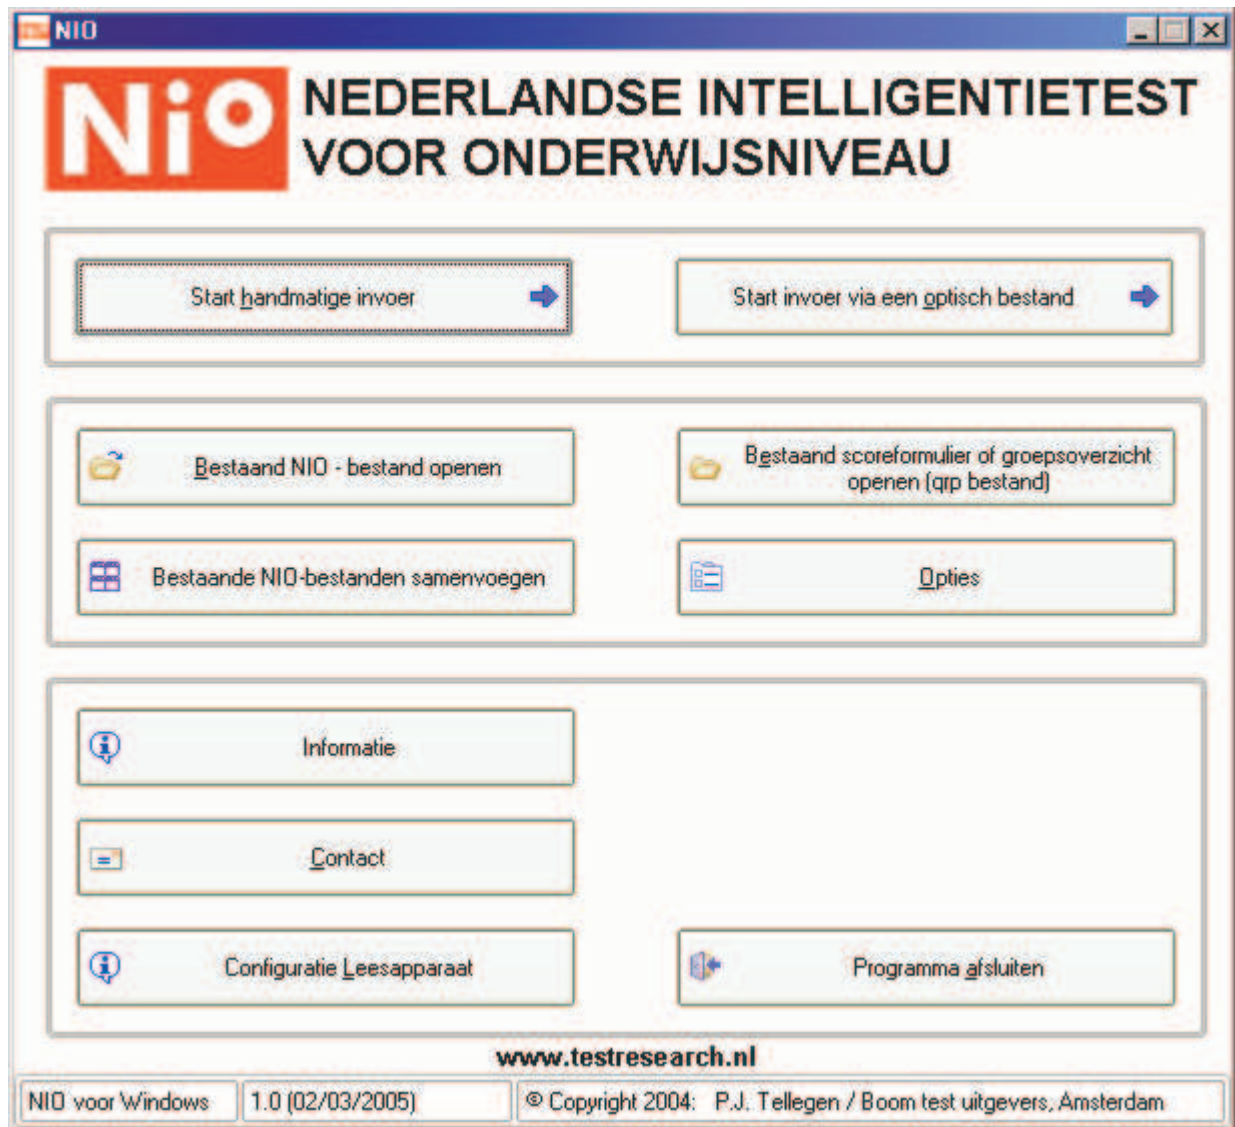 NIO
NiO
NEDERLANDSE INTELLIGENTIETEST
VOOR ONDERWIJSNIVEAU
Start handmatige invoer
Start invoer via een optisch bestand
Bestaand NIO - bestand openen
Bestaand scoreformulier of groepsoverzicht
openen (qrp bestand)
Bestaande NIO-bestanden samenvoegen
Opties
Informatie
Contact
Configuratie Leesapparaat
Programma afsluiten
www.testresearch.nl
NIO voor Windows
1.0 (02/03/2005)
© Copyright 2004: P.J. Tellegen / Boom test uitgevers, Amsterdam